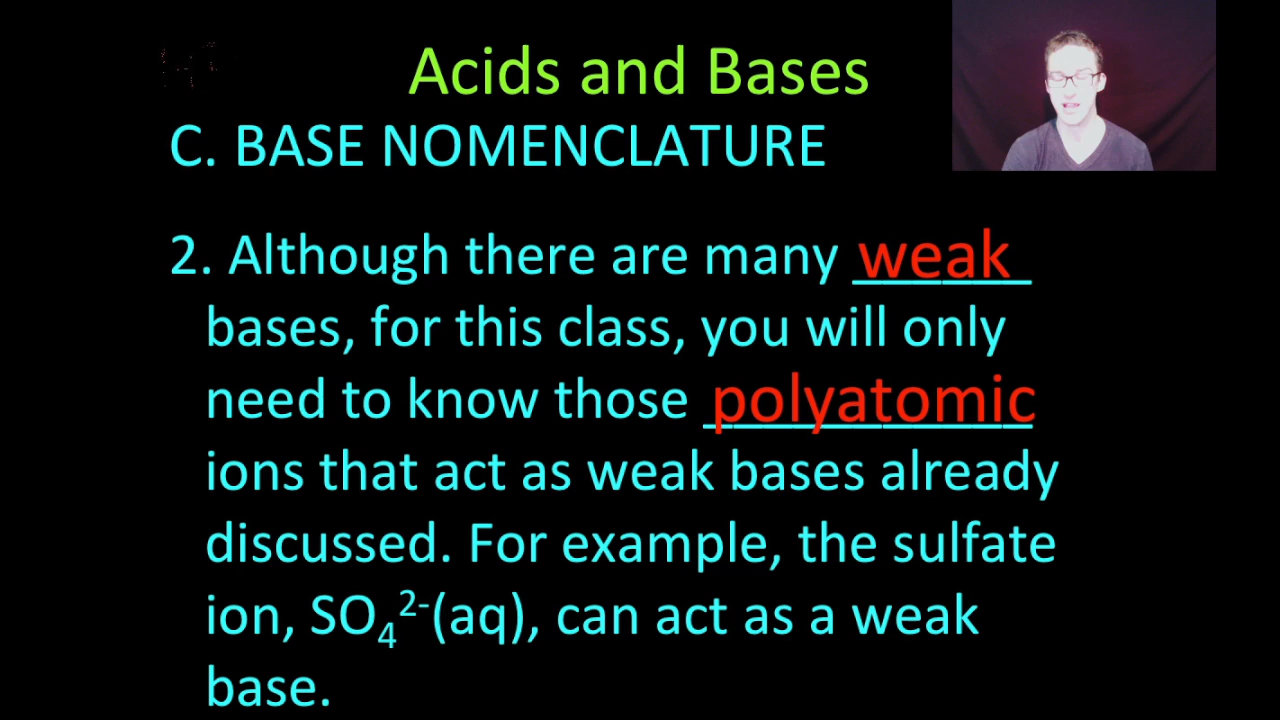 Acids and Bases
C. BASE NOMENCLATURE
2. Although there are many weak
bases, for this class, you will only
need to know those polyatomic
ions that act as weak bases already
discussed. For example, the sulfate
ion, SO₄²⁻(aq), can act as a weak
base.